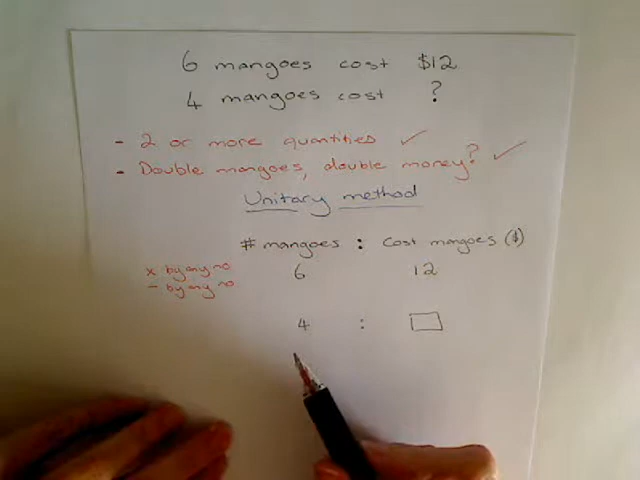 6 mangoes cost $12
4 mangoes cost ?
- 2 or more quantities ✓
- Double mangoes, double money? ✓
Unitary method
# mangoes : cost mangoes ($)
x by any no
÷ by any no
6 12
4 : □